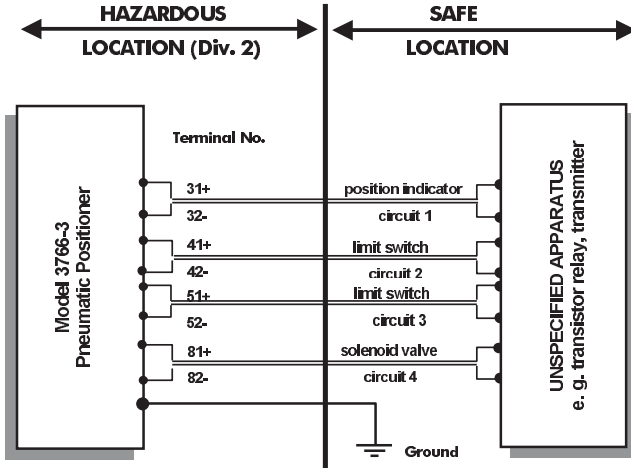 HAZARDOUS
LOCATION (Div. 2)
SAFE
LOCATION
Model 3766-3
Pneumatic Positioner
Terminal No.
31+
position indicator
32-
circuit 1
41+
limit switch
42-
circuit 2
51+
limit switch
52-
circuit 3
81+
solenoid valve
82-
circuit 4
Ground
UNSPECIFIED APPARATUS
e. g. transistor relay, transmitter